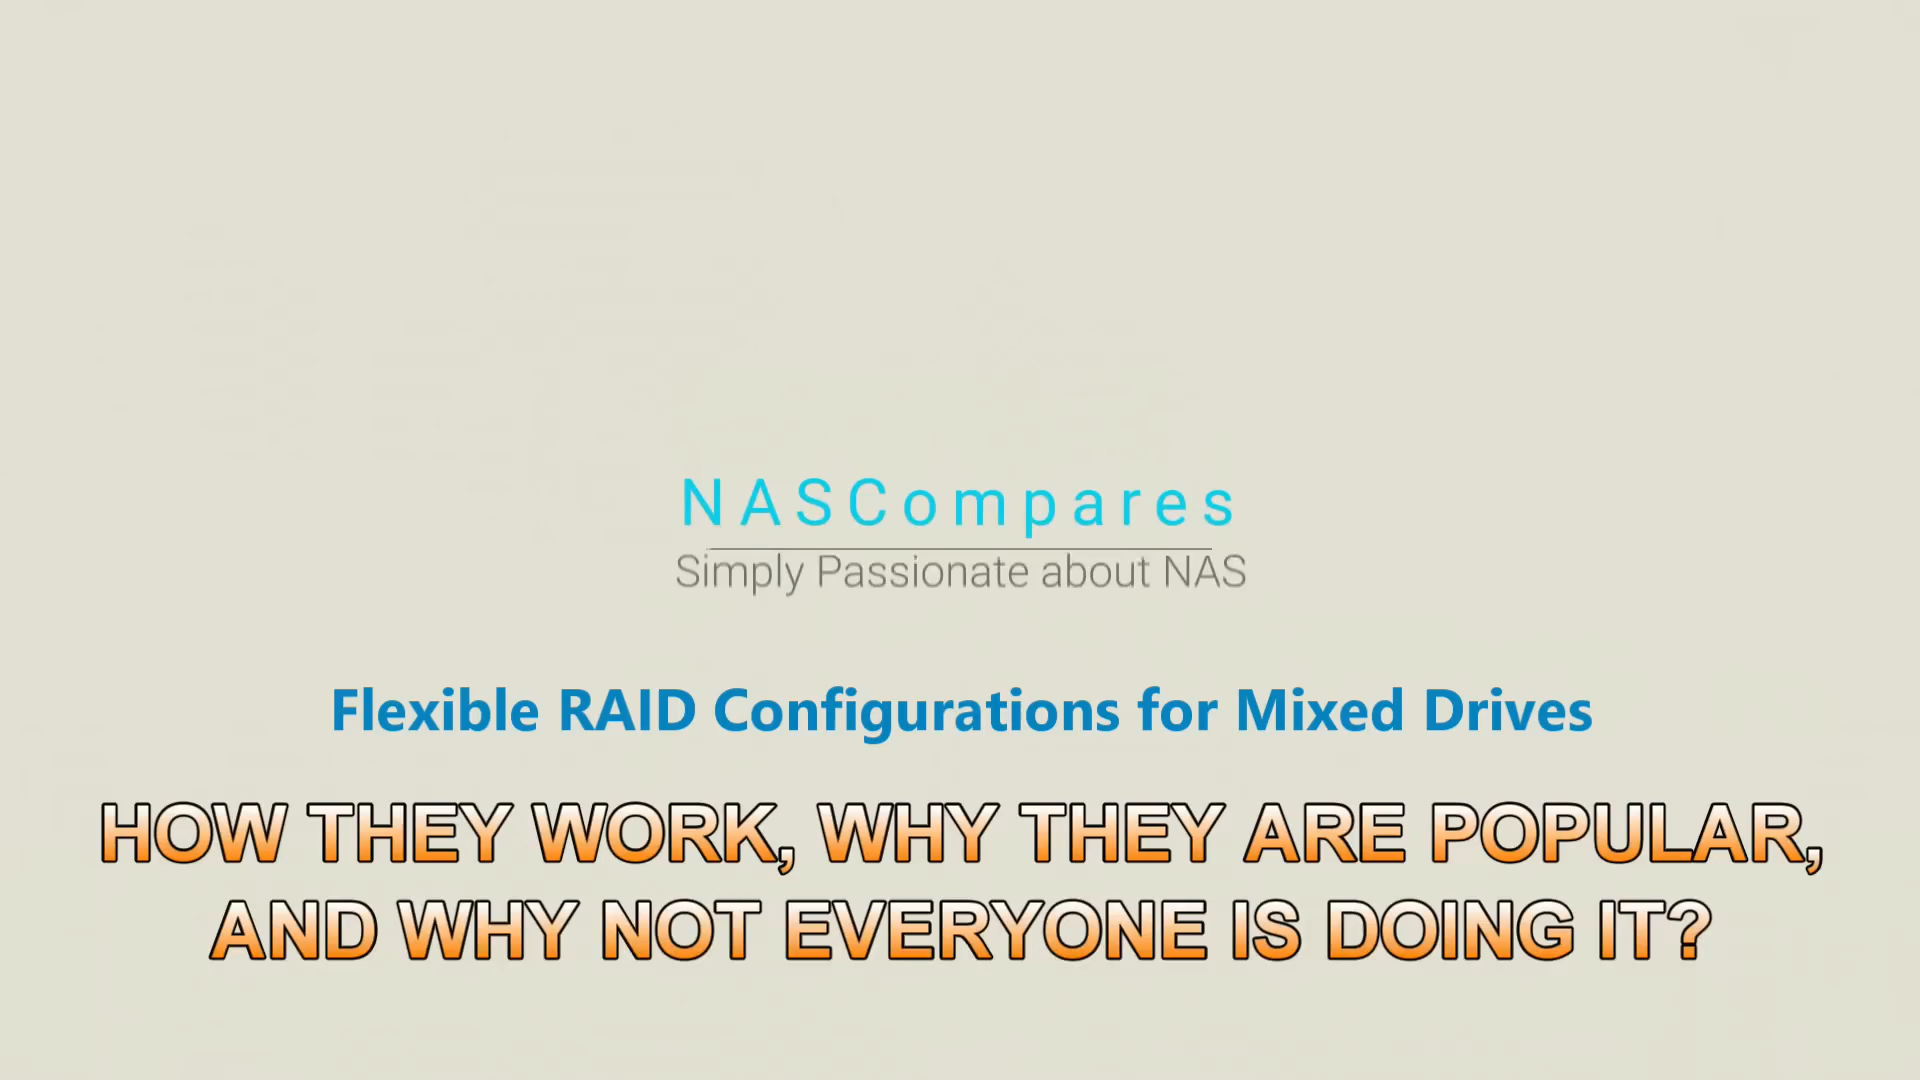 NASCompares
Simply Passionate about NAS
Flexible RAID Configurations for Mixed Drives
HOW THEY WORK, WHY THEY ARE POPULAR,
AND WHY NOT EVERYONE IS DOING IT?